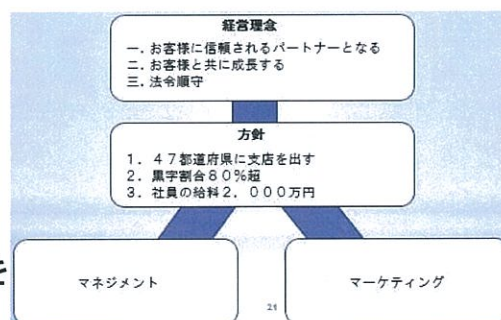 経営理念
一. お客様に信頼されるパートナーとなる
二. お客様と共に成長する
三. 法令順守
方針
1. 47都道府県に支店を出す
2. 黒字割合80%超
3. 社員の給料2,000万円
マネジメント
マーケティング
21